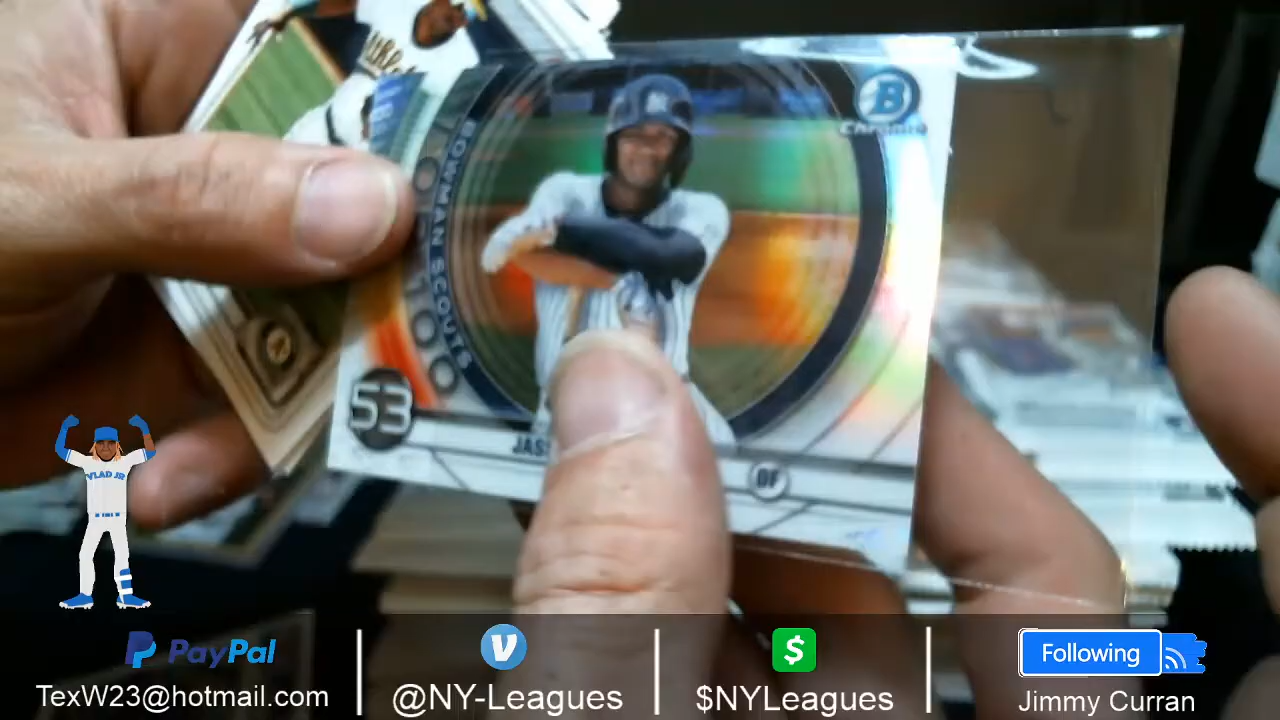 B
Chrome
BOWMAN SCOUTS
TOP 100
53
JAS
OF
VLAD JR
PayPal
V
$
Following
TexW23@hotmail.com
@NY-Leagues
$NYLeagues
Jimmy Curran